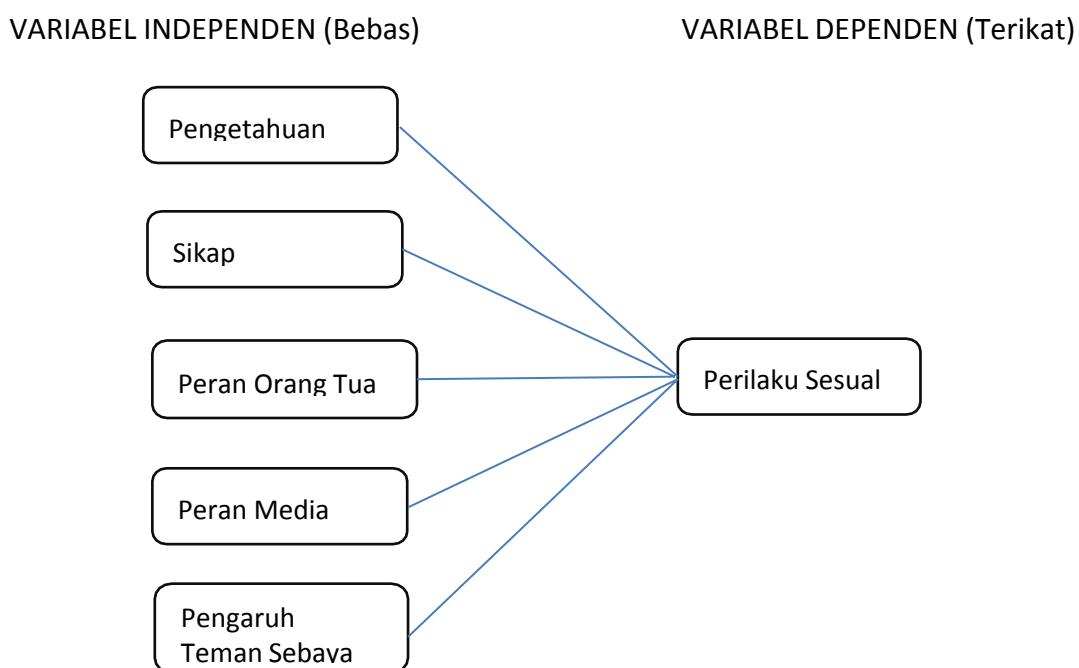 VARIABEL INDEPENDEN (Bebas)
VARIABEL DEPENDEN (Terikat)
Pengetahuan
Sikap
Peran Orang Tua
Perilaku Sesual
Peran Media
Pengaruh
Teman Sebaya